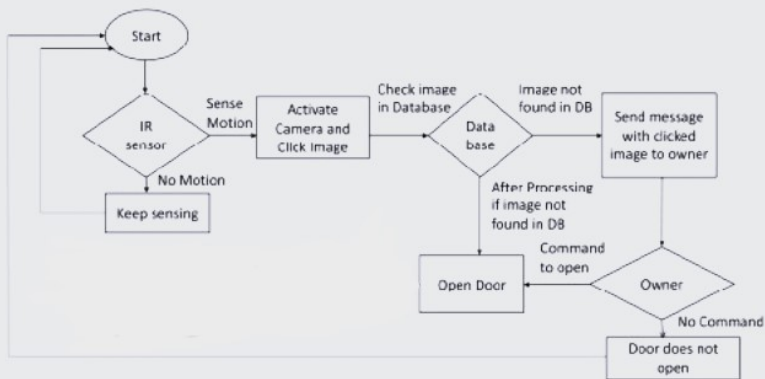 Start
IR
sensor
Sense
Motion
No Motion
Keep sensing
Activate
Camera and
Click Image
Check image
in Database
Data
base
Image not
found in DB
Send message
with clicked
image to owner
After Processing
if image not
found in DB
Open Door
Command
to open
Owner
No Command
Door does not
open